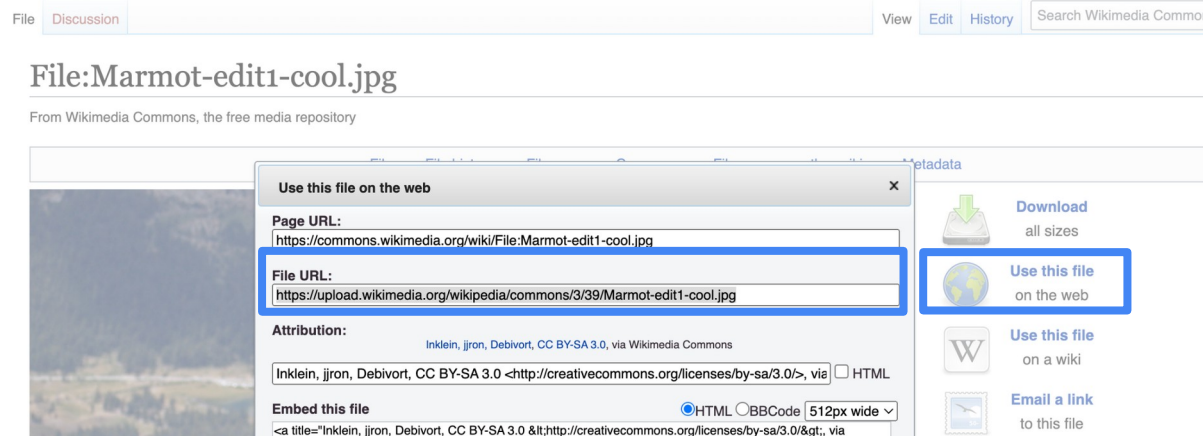 File Discussion View Edit History Search Wikimedia Commo
File:Marmot-edit1-cool.jpg
From Wikimedia Commons, the free media repository
Metadata
Use this file on the web x
Page URL:
https://commons.wikimedia.org/wiki/File:Marmot-edit1-cool.jpg
File URL:
https://upload.wikimedia.org/wikipedia/commons/3/39/Marmot-edit1-cool.jpg
Attribution:
Inklein, jjron, Debivort, CC BY-SA 3.0, via Wikimedia Commons
Inklein, jjron, Debivort, CC BY-SA 3.0 <http://creativecommons.org/licenses/by-sa/3.0/>, via HTML
Embed this file HTML BBCode 512px wide
<a title="Inklein, jjron, Debivort, CC BY-SA 3.0 &lt;http://creativecommons.org/licenses/by-sa/3.0/&gt;, via
Download
all sizes
Use this file
on the web
Use this file
W
on a wiki
Email a link
to this file